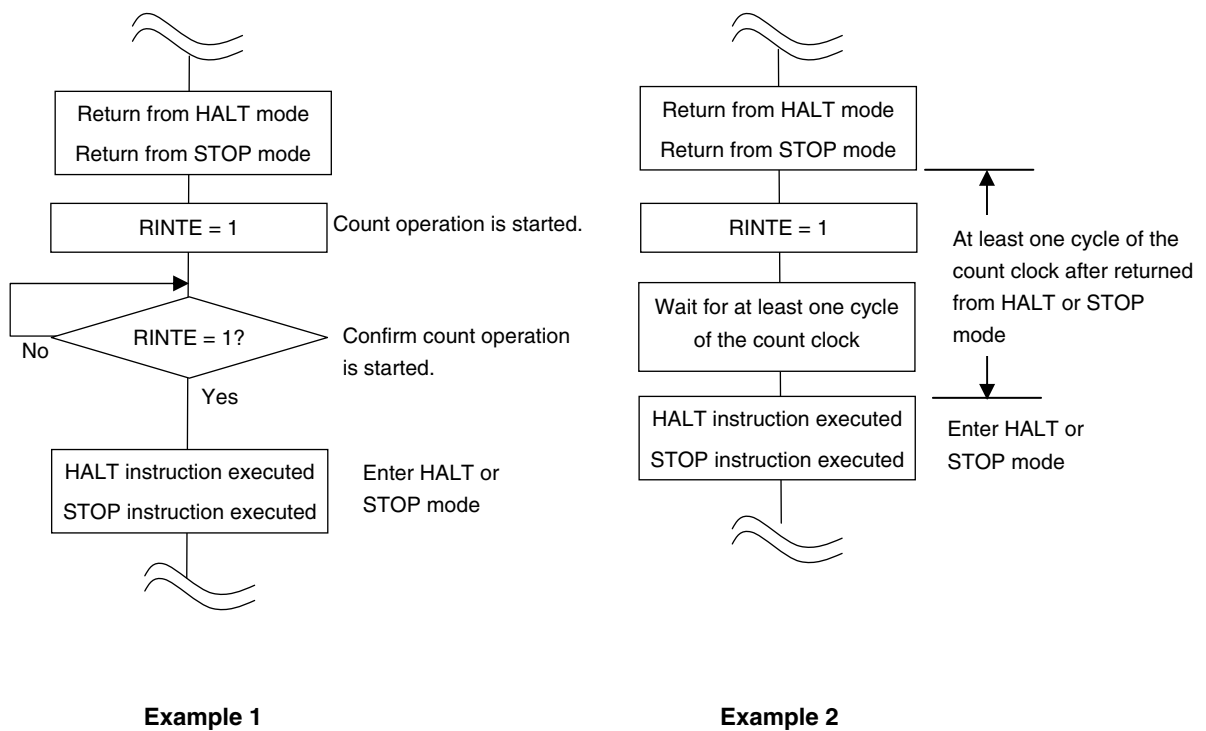 Return from HALT mode
Return from STOP mode
RINTE = 1
Count operation is started.
RINTE = 1?
No
Confirm count operation
is started.
Yes
HALT instruction executed
STOP instruction executed
Enter HALT or
STOP mode
Example 1
Return from HALT mode
Return from STOP mode
RINTE = 1
At least one cycle of the
count clock after returned
from HALT or STOP
mode
Wait for at least one cycle
of the count clock
HALT instruction executed
STOP instruction executed
Enter HALT or
STOP mode
Example 2